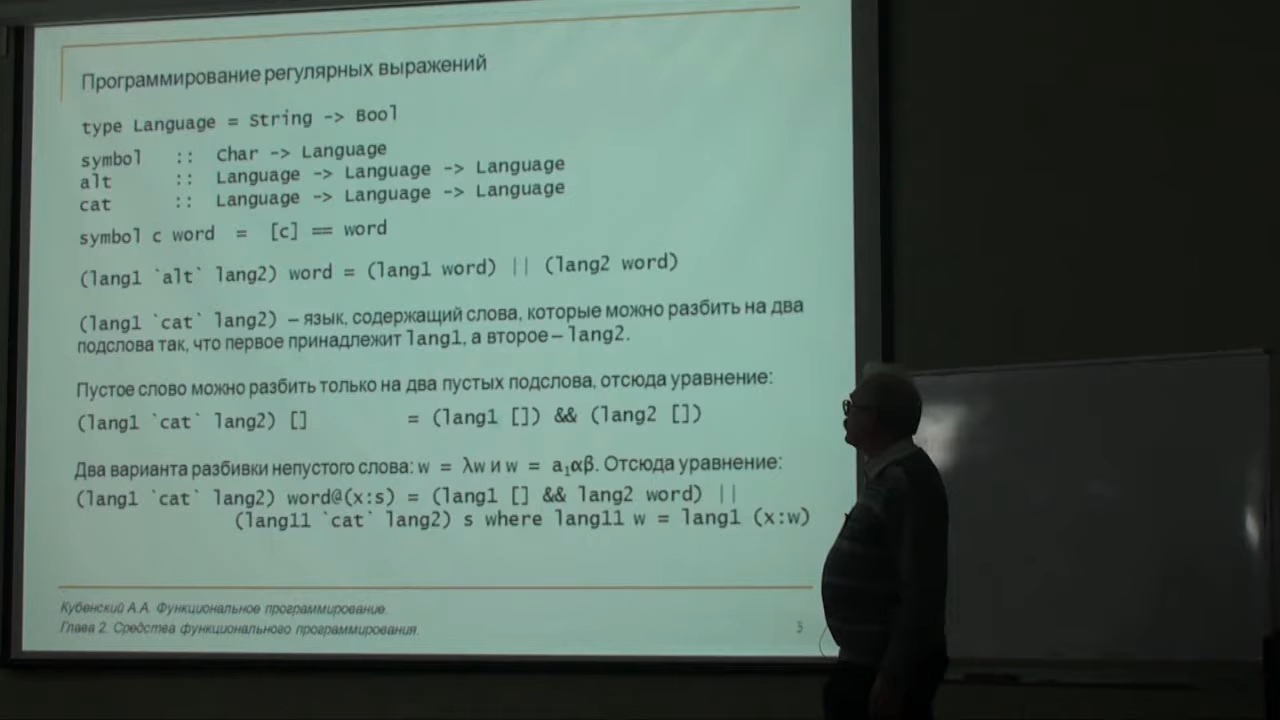 Программирование регулярных выражений
type Language = String -> Bool
symbol :: Char -> Language
alt :: Language -> Language -> Language
cat :: Language -> Language -> Language
symbol c word = [c] == word
(lang1 `alt` lang2) word = (lang1 word) || (lang2 word)
(lang1 `cat` lang2) – язык, содержащий слова, которые можно разбить на два
подслова так, что первое принадлежит lang1, а второе – lang2.
Пустое слово можно разбить только на два пустых подслова, отсюда уравнение:
(lang1 `cat` lang2) [] = (lang1 []) && (lang2 [])
Два варианта разбивки непустого слова: w = λw и w = a₁αβ. Отсюда уравнение:
(lang1 `cat` lang2) word@(x:s) = (lang1 [] && lang2 word) ||
(lang11 `cat` lang2) s where lang11 w = lang1 (x:w)
Кубенский А.А. Функциональное программирование.
Глава 2. Средства функционального программирования.